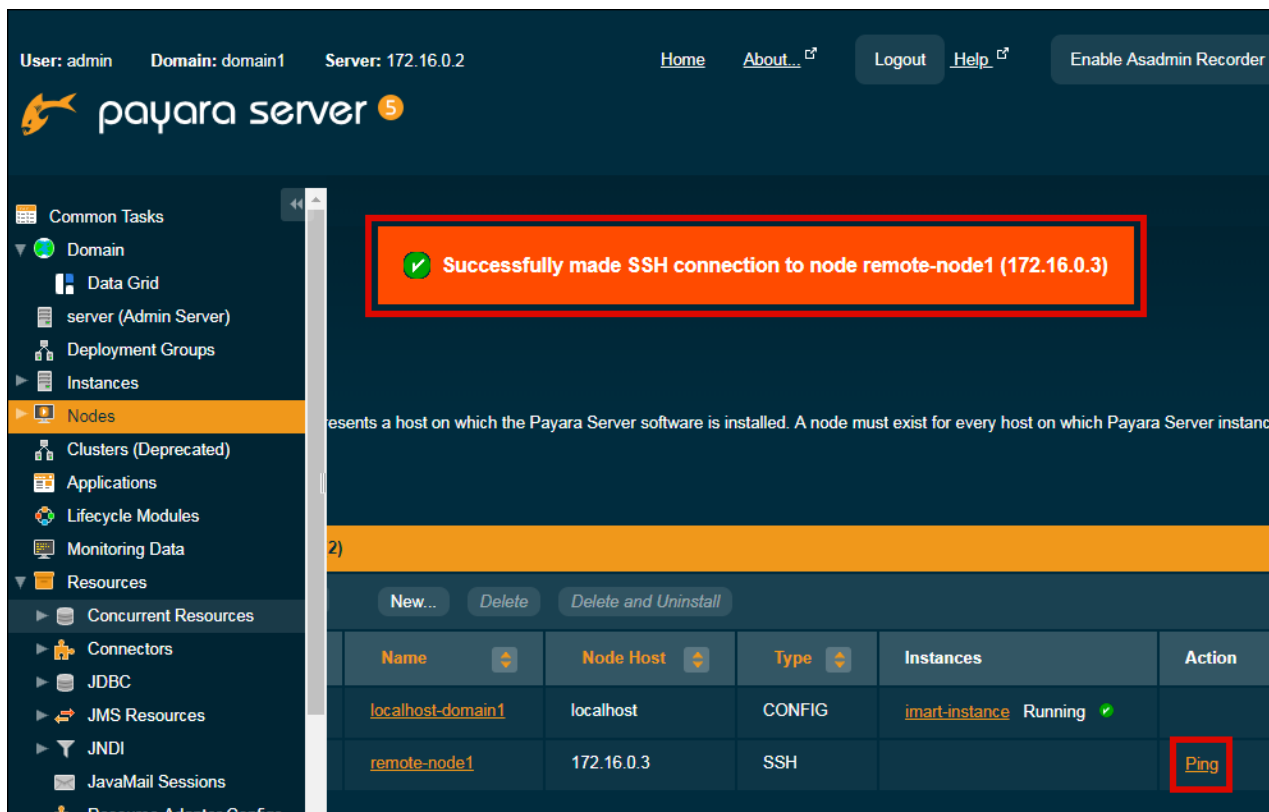 User: admin Domain: domain1 Server: 172.16.0.2 Home About... Logout Help Enable Asadmin Recorder
payara server 5
Common Tasks
Domain
Data Grid
server (Admin Server)
Deployment Groups
Instances
Nodes
Clusters (Deprecated)
Applications
Lifecycle Modules
Monitoring Data
Resources
Concurrent Resources
Connectors
JDBC
JMS Resources
JNDI
JavaMail Sessions
Successfully made SSH connection to node remote-node1 (172.16.0.3)
resents a host on which the Payara Server software is installed. A node must exist for every host on which Payara Server instanc
2)
New... Delete Delete and Uninstall
Name Node Host Type Instances Action
localhost-domain1 localhost CONFIG imart-instance Running
remote-node1 172.16.0.3 SSH Ping